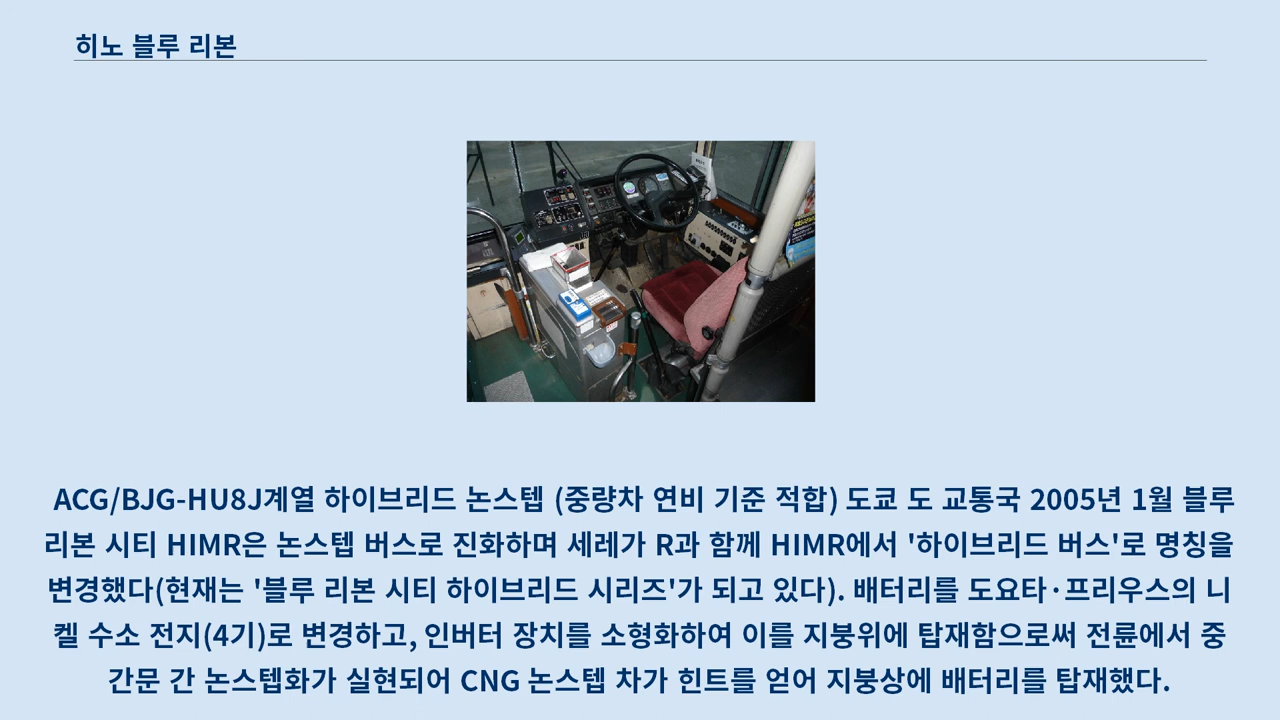 히노 블루 리본
ACG/BJG-HU8J계열 하이브리드 논스텝 (중량차 연비 기준 적합) 도쿄 도 교통국 2005년 1월 블루
리본 시티 HIMR은 논스텝 버스로 진화하며 세레가 R과 함께 HIMR에서 '하이브리드 버스'로 명칭을
변경했다(현재는 '블루 리본 시티 하이브리드 시리즈'가 되고 있다). 배터리를 도요타·프리우스의 니
켈 수소 전지(4기)로 변경하고, 인버터 장치를 소형화하여 이를 지붕위에 탑재함으로써 전륜에서 중
간문 간 논스텝화가 실현되어 CNG 논스텝 차가 힌트를 얻어 지붕상에 배터리를 탑재했다.